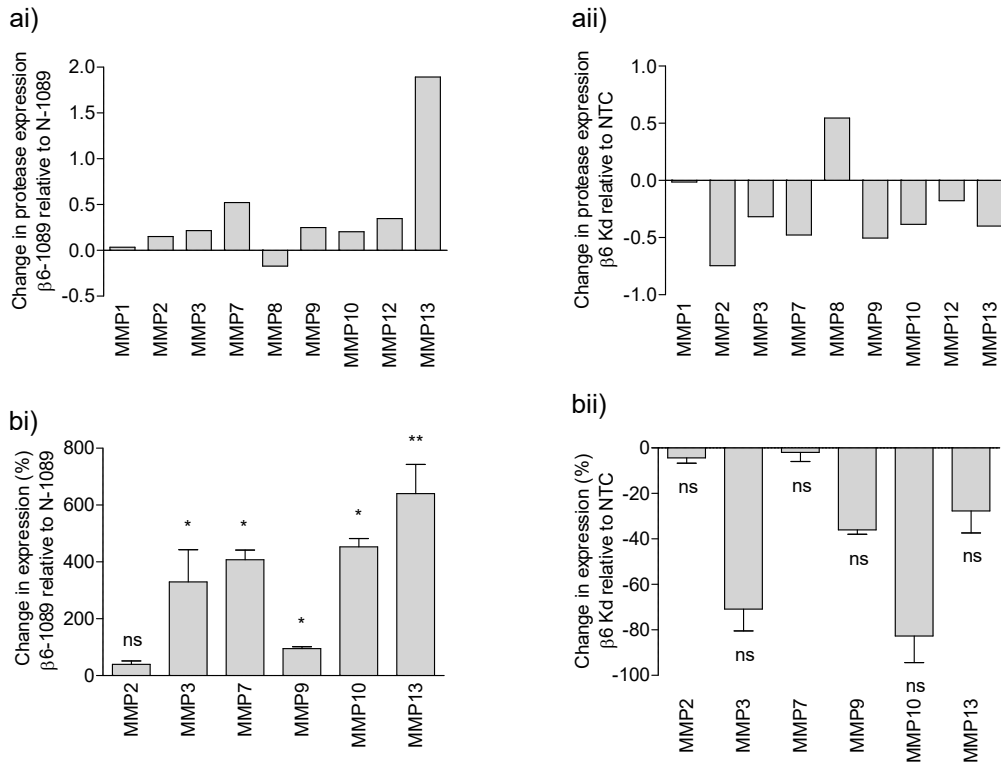 ai)
Change in protease expression
β6-1089 relative to N-1089
2.0
1.5
1.0
0.5
0.0
-0.5
MMP1
MMP2
MMP3
MMP7
MMP8
MMP9
MMP10
MMP12
MMP13
aii)
Change in protease expression
β6 Kd relative to NTC
1.0
0.5
0.0
-0.5
-1.0
MMP1
MMP2
MMP3
MMP7
MMP8
MMP9
MMP10
MMP12
MMP13
bi)
Change in expression (%)
β6-1089 relative to N-1089
800
600
400
200
0
ns
*
*
*
*
**
MMP2
MMP3
MMP7
MMP9
MMP10
MMP13
bii)
Change in expression (%)
β6 Kd relative to NTC
0
-20
-40
-60
-80
-100
ns
ns
ns
ns
ns
ns
MMP2
MMP3
MMP7
MMP9
MMP10
MMP13